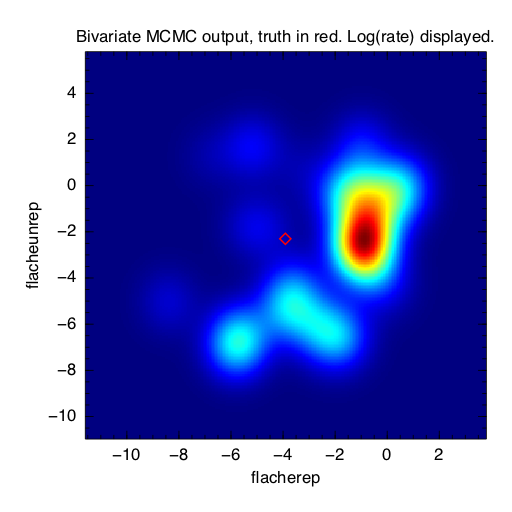 Bivariate MCMC output, truth in red. Log(rate) displayed.
4
2
0
−2
−4
−6
−8
−10
flacheunrep
−10 −8 −6 −4 −2 0 2
flacherep